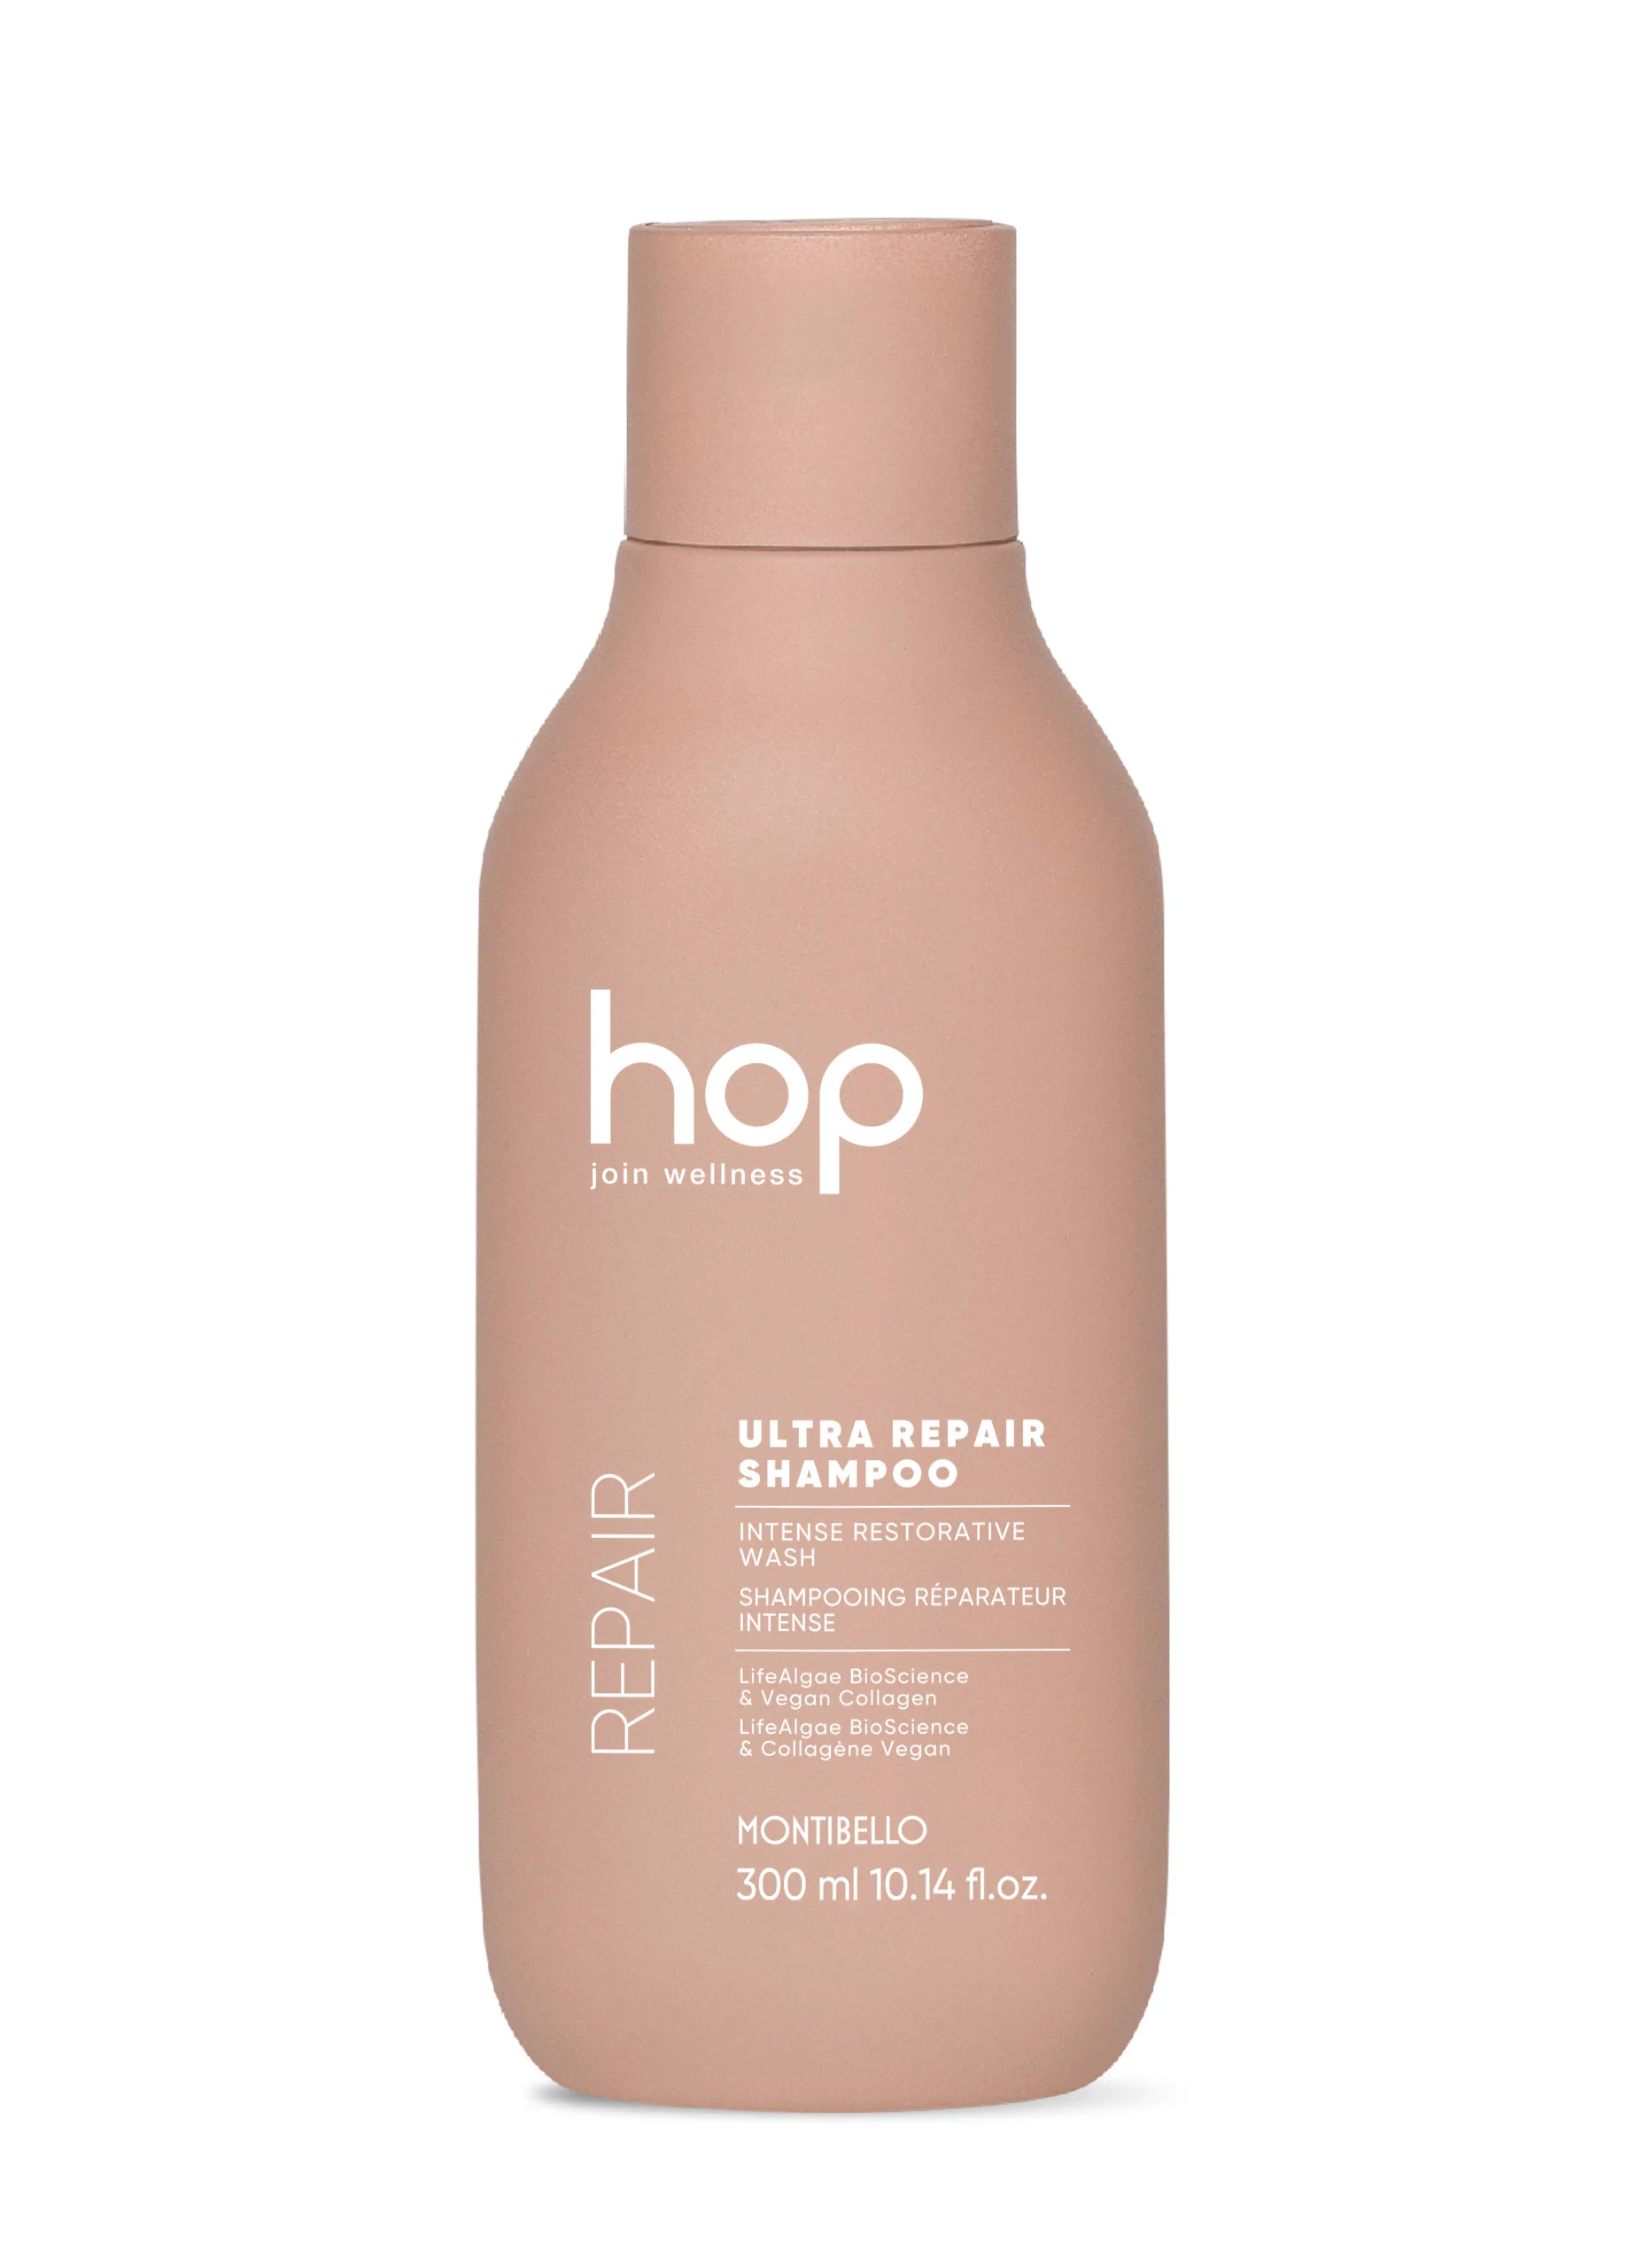 hop
join wellness
REPAIR
ULTRA REPAIR
SHAMPOO
INTENSE RESTORATIVE
WASH
SHAMPOOING RÉPARATEUR
INTENSE
LifeAlgae BioScience
& Vegan Collagen
LifeAlgae BioScience
& Collagène Vegan
MONTIBELLO
300 ml 10.14 fl.oz.